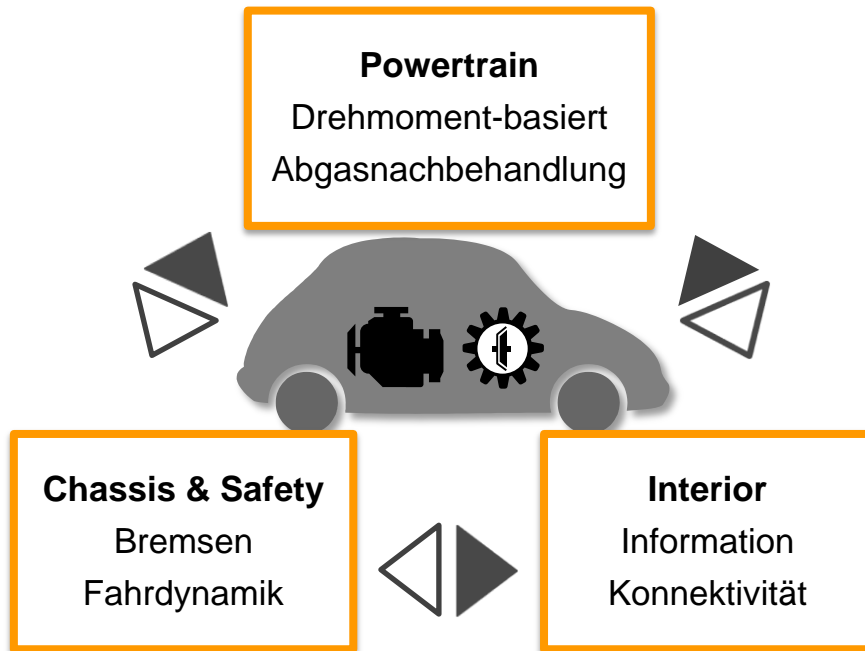 Powertrain
Drehmoment-basiert
Abgasnachbehandlung
Chassis & Safety
Bremsen
Fahrdynamik
Interior
Information
Konnektivität